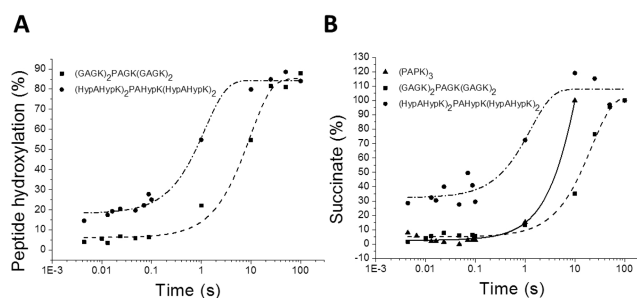 A
B
Peptide hydroxylation (%)
90
80
70
60
50
40
30
20
10
0
(GAGK)₂PAGK(GAGK)₂
(HypAHypK)₂PAHypK(HypAHypK)₂
1E-3 0.01 0.1 1 10 100
Time (s)
Succinate (%)
130
120
110
100
90
80
70
60
50
40
30
20
10
0
(PAPK)₃
(GAGK)₂PAGK(GAGK)₂
(HypAHypK)₂PAHypK(HypAHypK)₂
1E-3 0.01 0.1 1 10 100
Time (s)